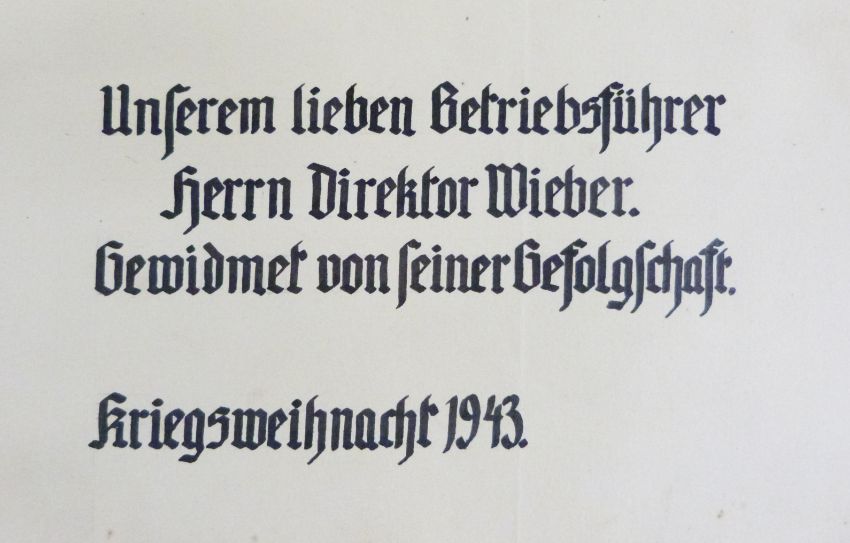 Unserem lieben Betriebsführer
Herrn Direktor Wieber.
Gewidmet von seiner Gefolgschaft.
Kriegsweihnacht 1943.